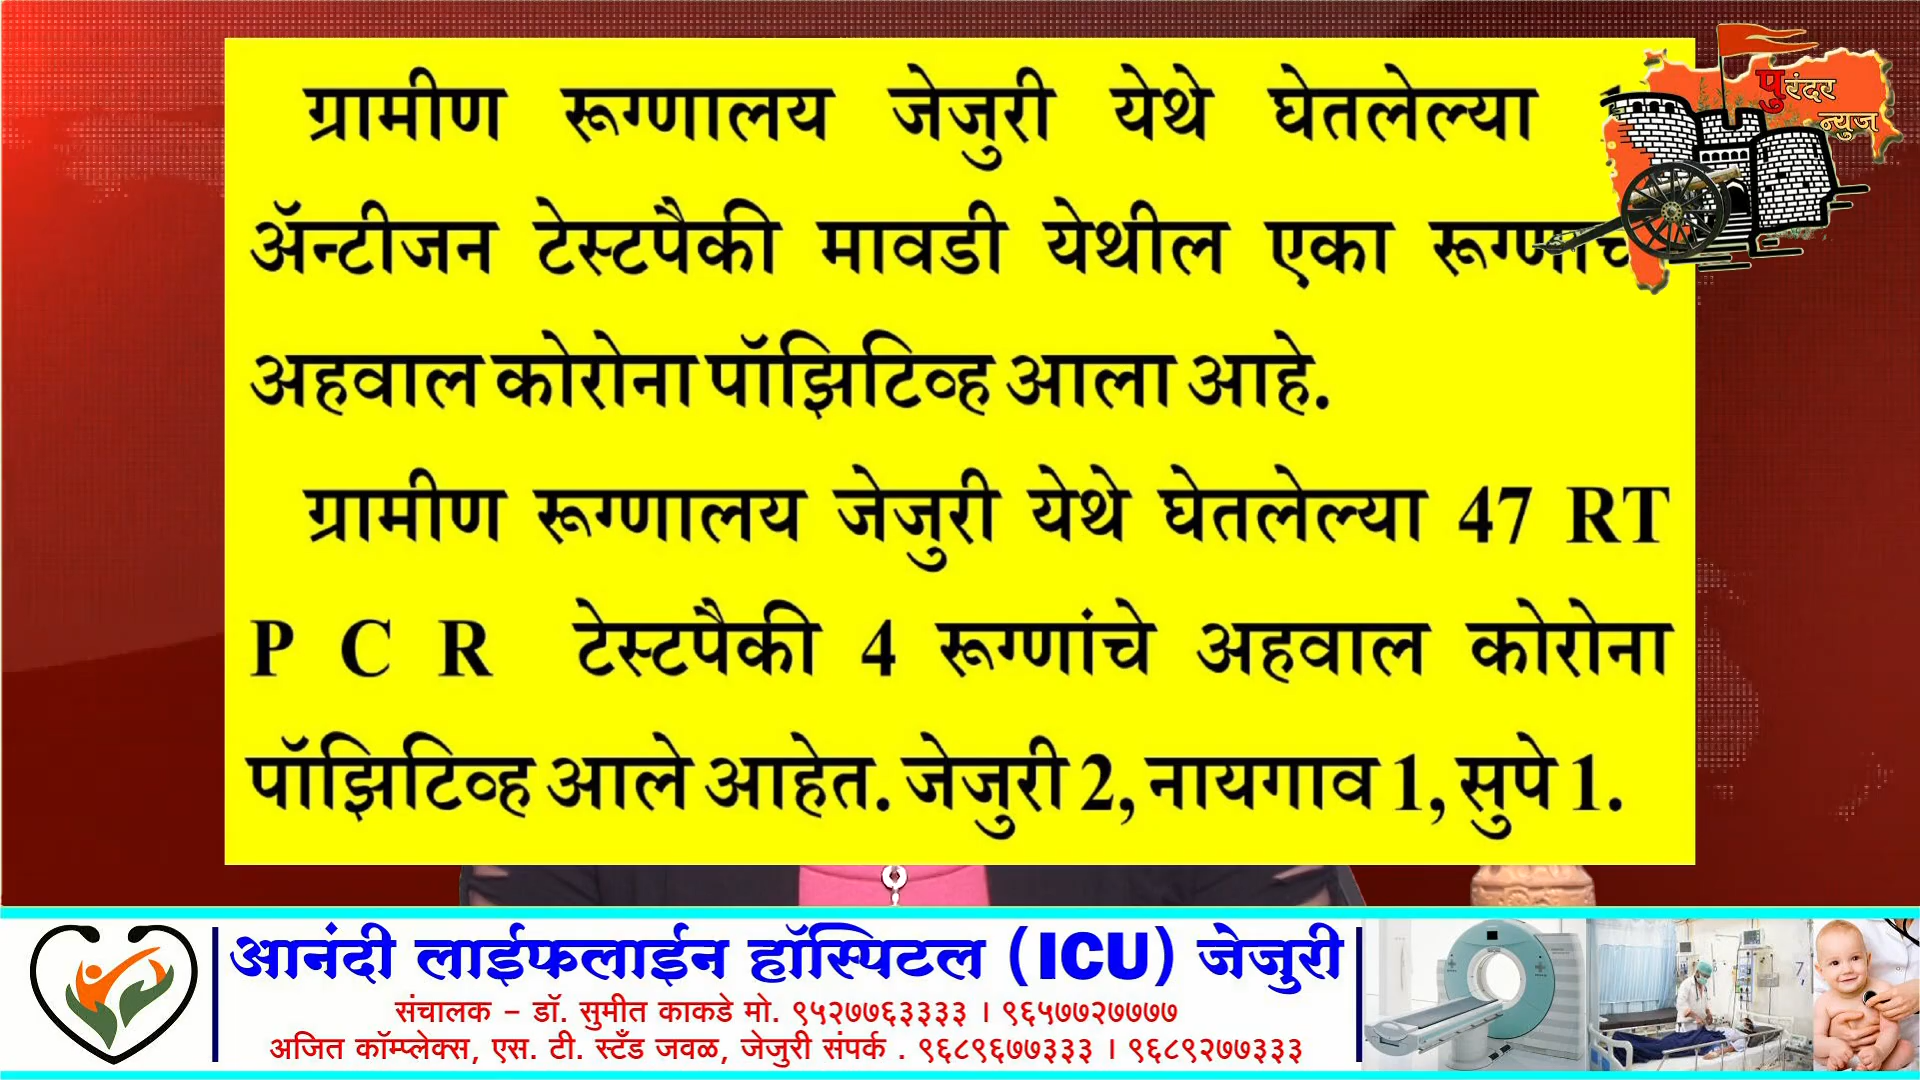 ग्रामीण रूग्णालय जेजुरी येथे घेतलेल्या
ॲन्टीजन टेस्टपैकी मावडी येथील एका
अहवाल कोरोना पॉझिटिव्ह आला आहे.
ग्रामीण रूग्णालय जेजुरी येथे घेतलेल्या 47 RT
P C R टेस्टपैकी 4 रूग्णांचे अहवाल कोरोना
पॉझिटिव्ह आले आहेत. जेजुरी 2, नायगाव 1, सुपे 1.
पुरंदर
न्युज
आनंदी लाईफलाईन हॉस्पिटल (ICU) जेजुरी
संचालक - डॉ. सुमीत काकडे मो. ९५२७७६३३३३ । ९६५७७२७७७७
अजित कॉम्प्लेक्स, एस. टी. स्टँड जवळ, जेजुरी संपर्क . ९६८९६७७३३३ । ९६८९२७७३३३